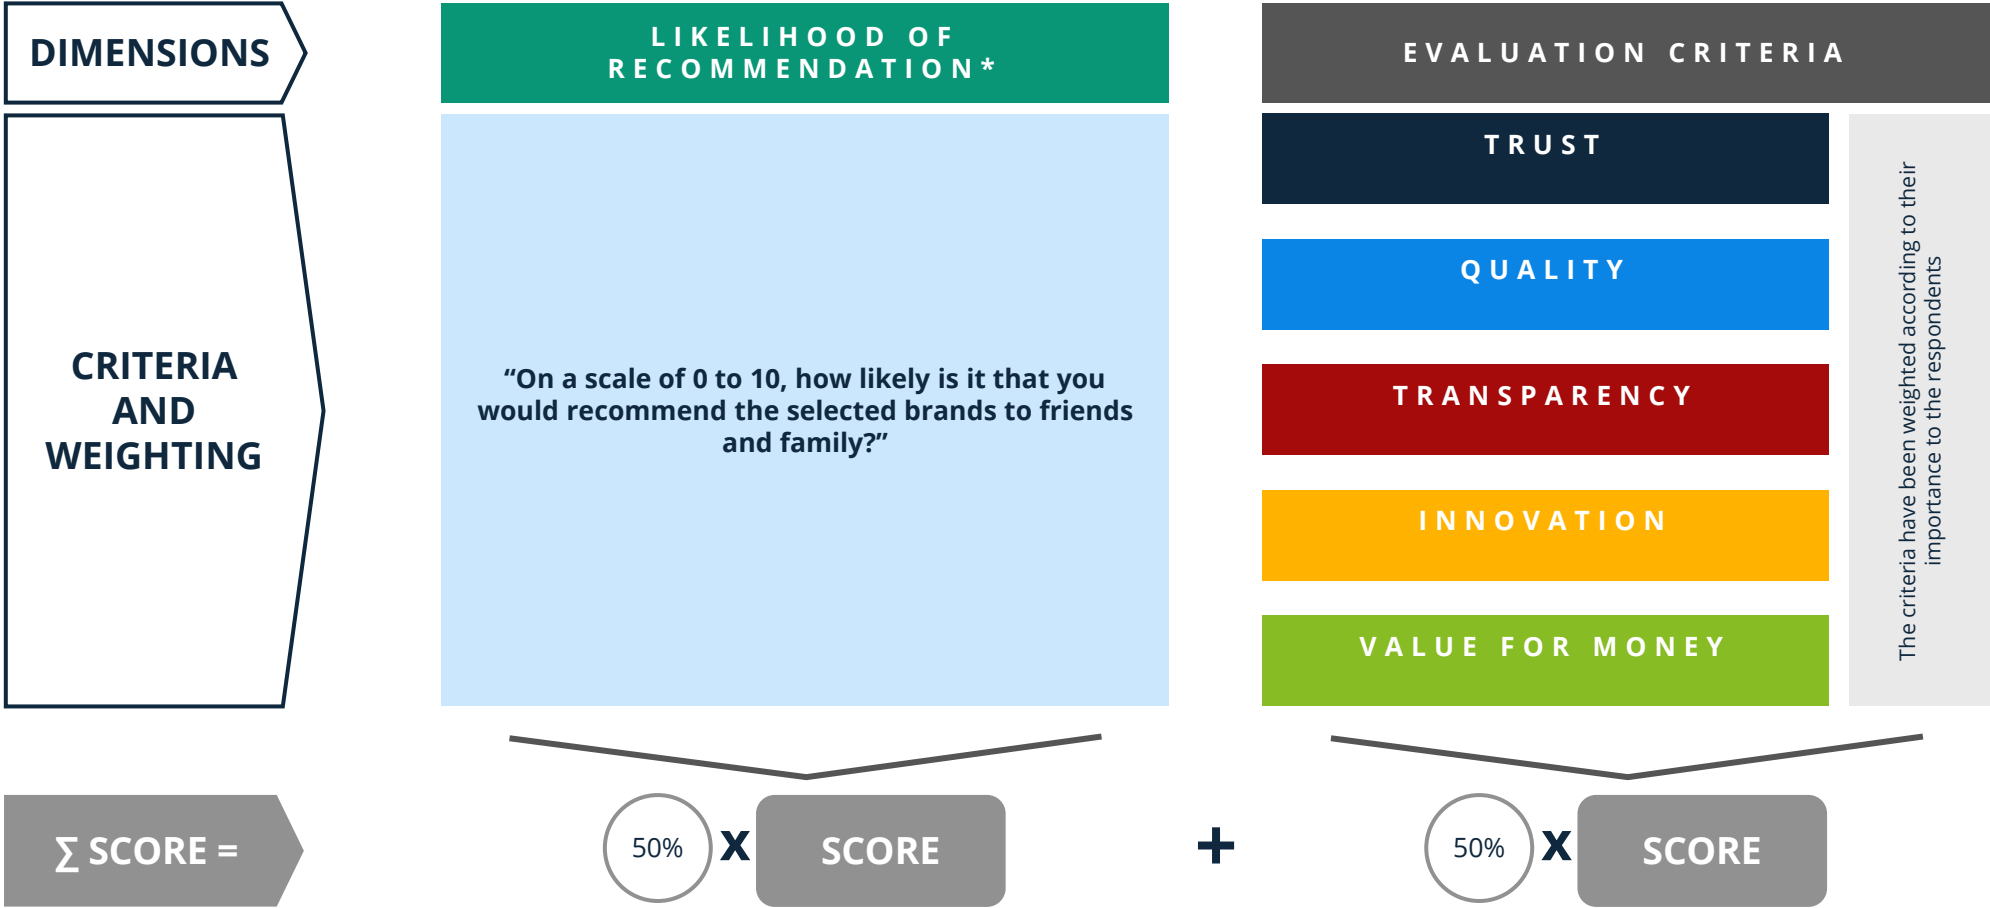 DIMENSIONS
LIKELIHOOD OF
RECOMMENDATION*
EVALUATION CRITERIA
CRITERIA
AND
WEIGHTING
“On a scale of 0 to 10, how likely is it that you
would recommend the selected brands to friends
and family?”
TRUST
QUALITY
TRANSPARENCY
INNOVATION
VALUE FOR MONEY
The criteria have been weighted according to their
importance to the respondents
∑ SCORE =
50%
x
SCORE
+
50%
x
SCORE